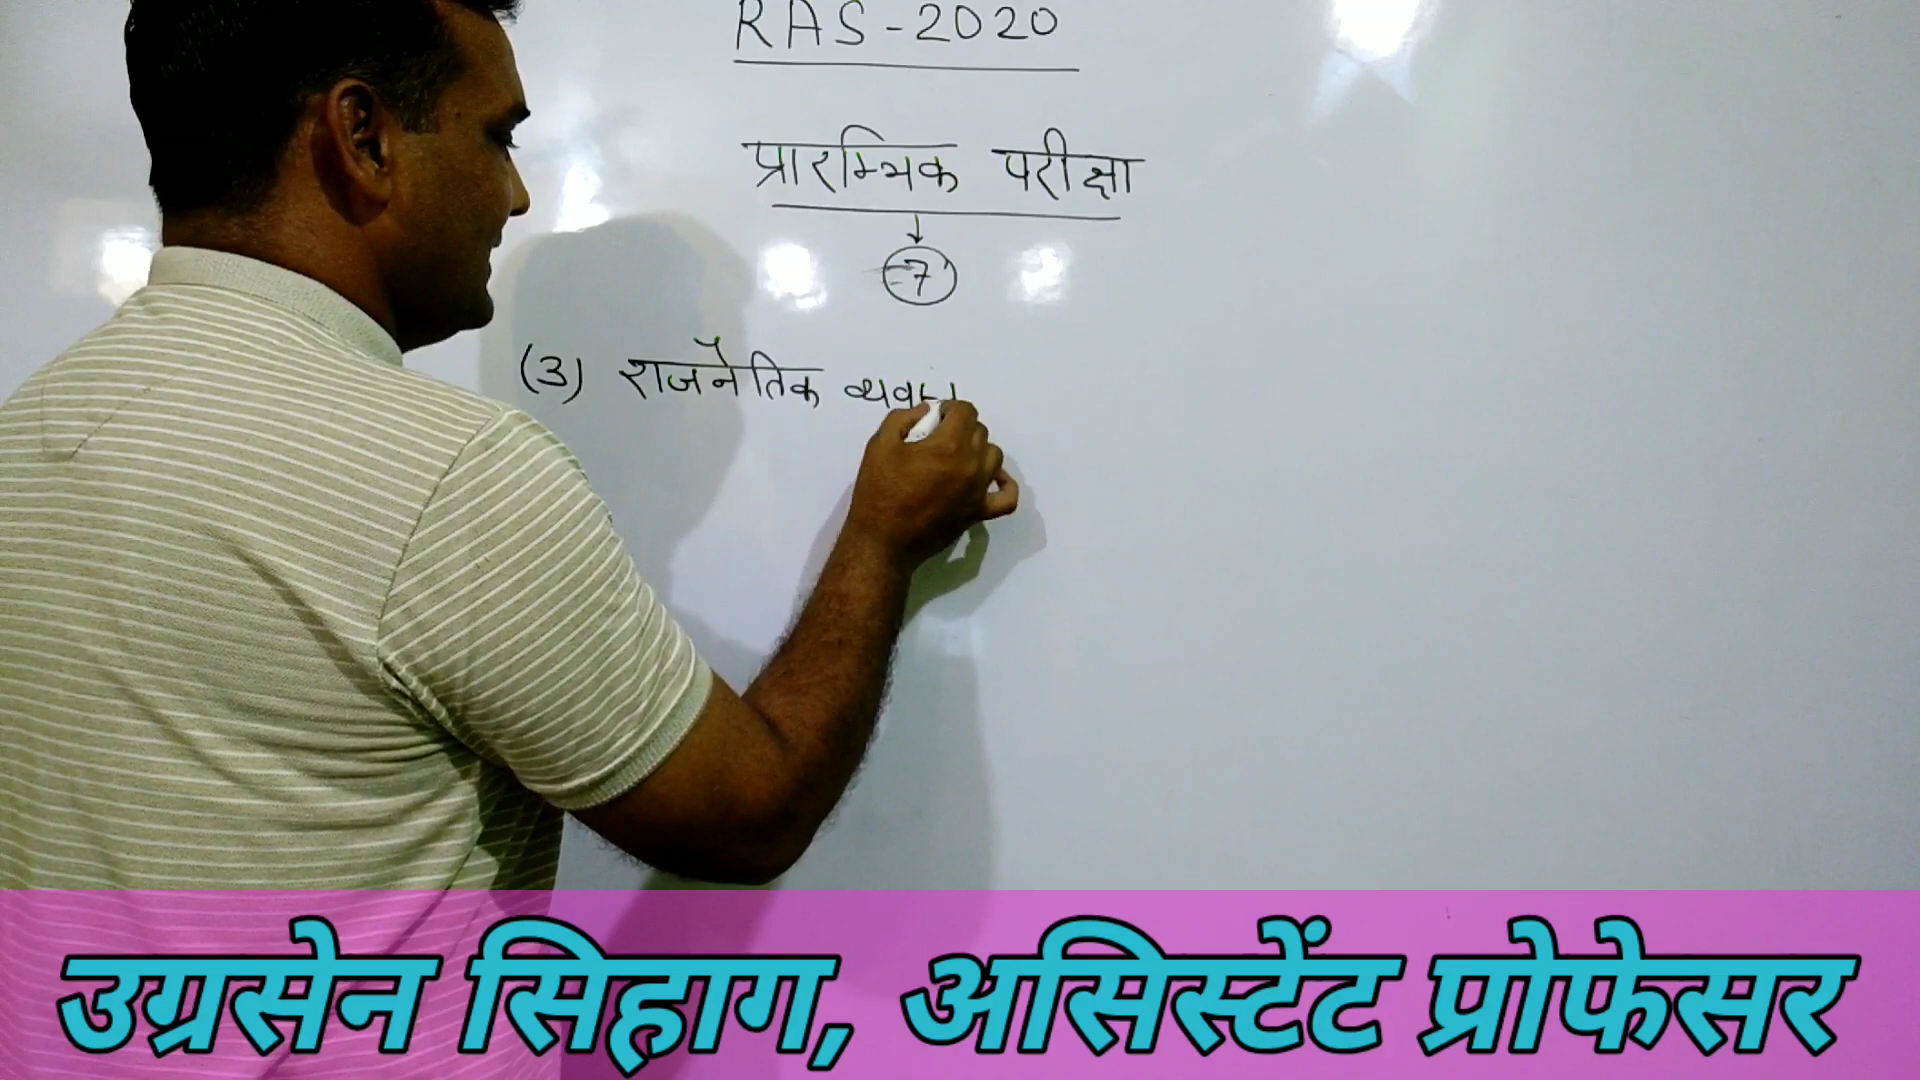 RAS-2020
प्रारम्भिक परीक्षा
7
(3) राजनैतिक
उग्रसेन सिहाग, असिस्टेंट प्रोफेसर